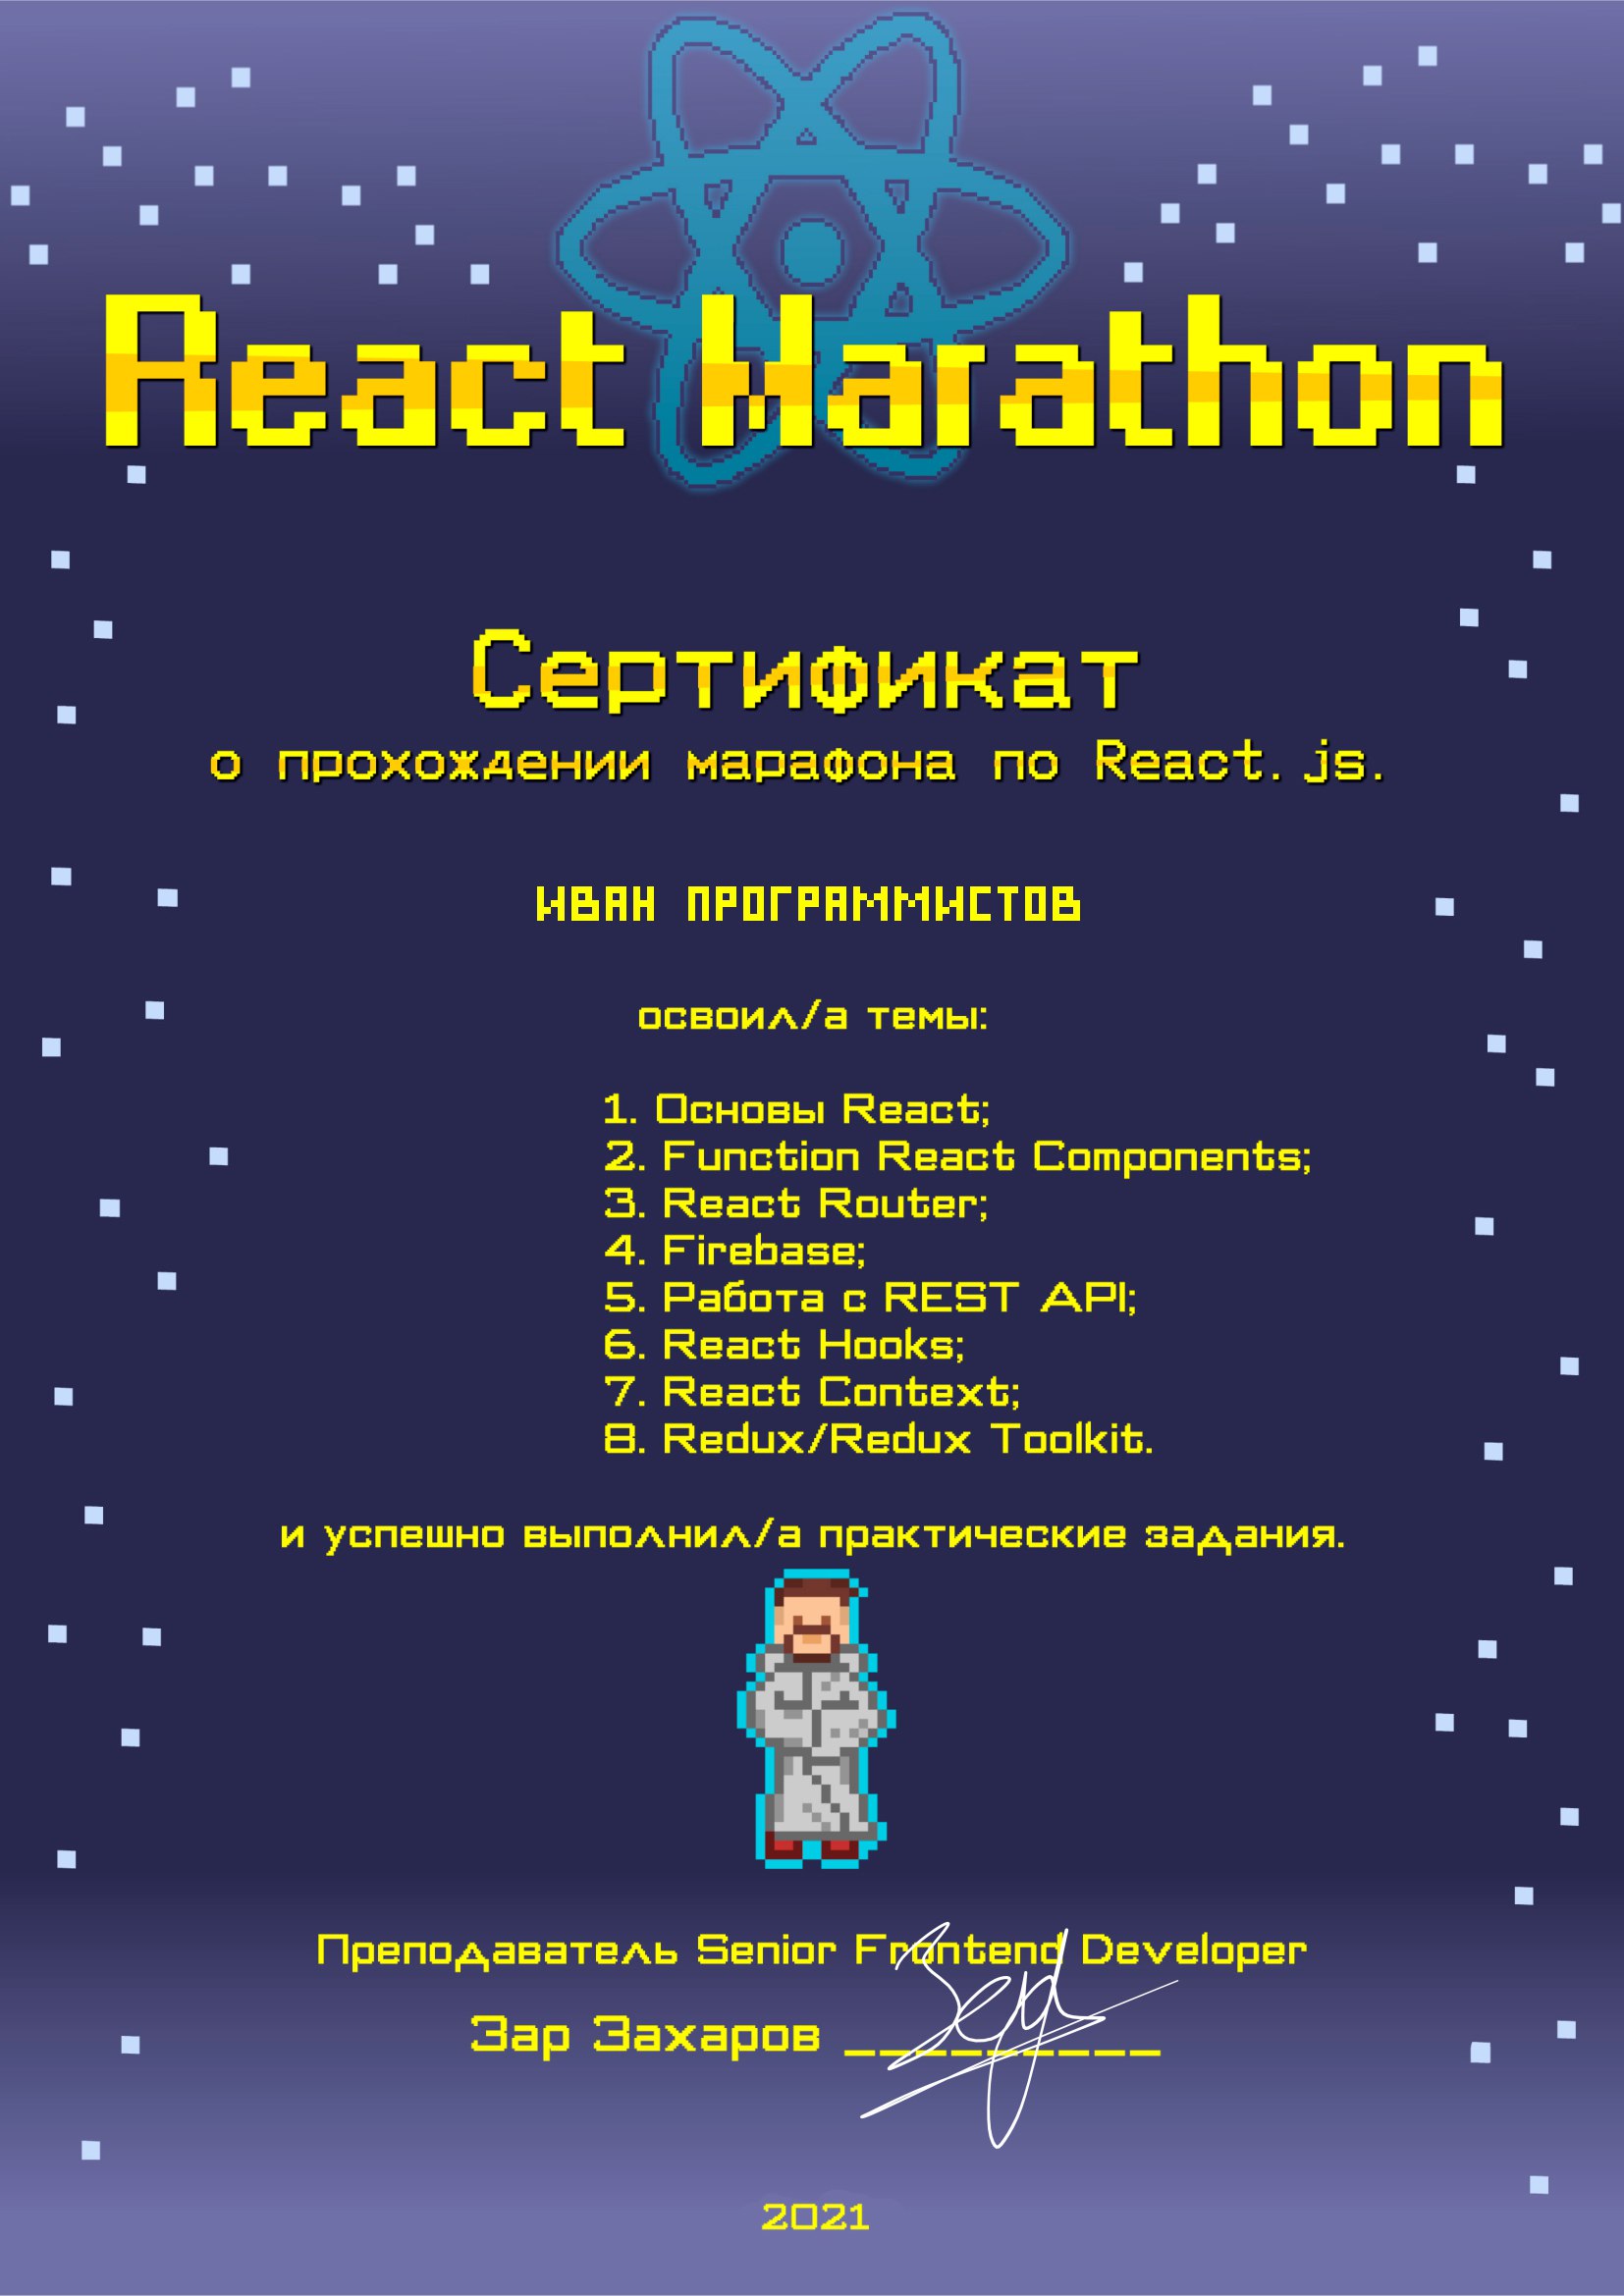 React Marathon
Сертификат
о прохождении марафона по React.js.
ИВАН ПРОГРАММИСТОВ
освоил/а темы:
1. Основы React;
2. Function React Components;
3. React Router;
4. Firebase;
5. Работа с REST API;
6. React Hooks;
7. React Context;
8. Redux/Redux Toolkit.
и успешно выполнил/а практические задания.
Преподаватель Senior Frontend Developer
Зар Захаров _________
2021